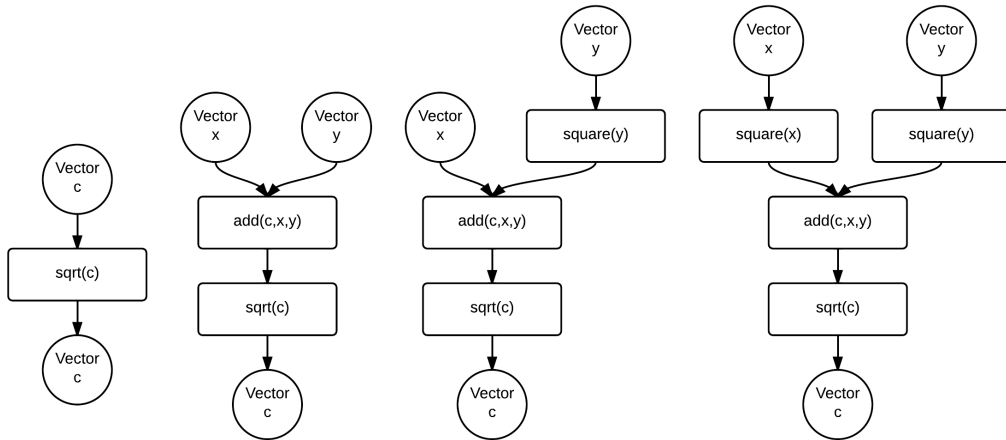 Vector
c
sqrt(c)
Vector
c
Vector
x
Vector
y
add(c,x,y)
sqrt(c)
Vector
c
Vector
y
Vector
x
square(y)
add(c,x,y)
sqrt(c)
Vector
c
Vector
x
Vector
y
square(x)
square(y)
add(c,x,y)
sqrt(c)
Vector
c